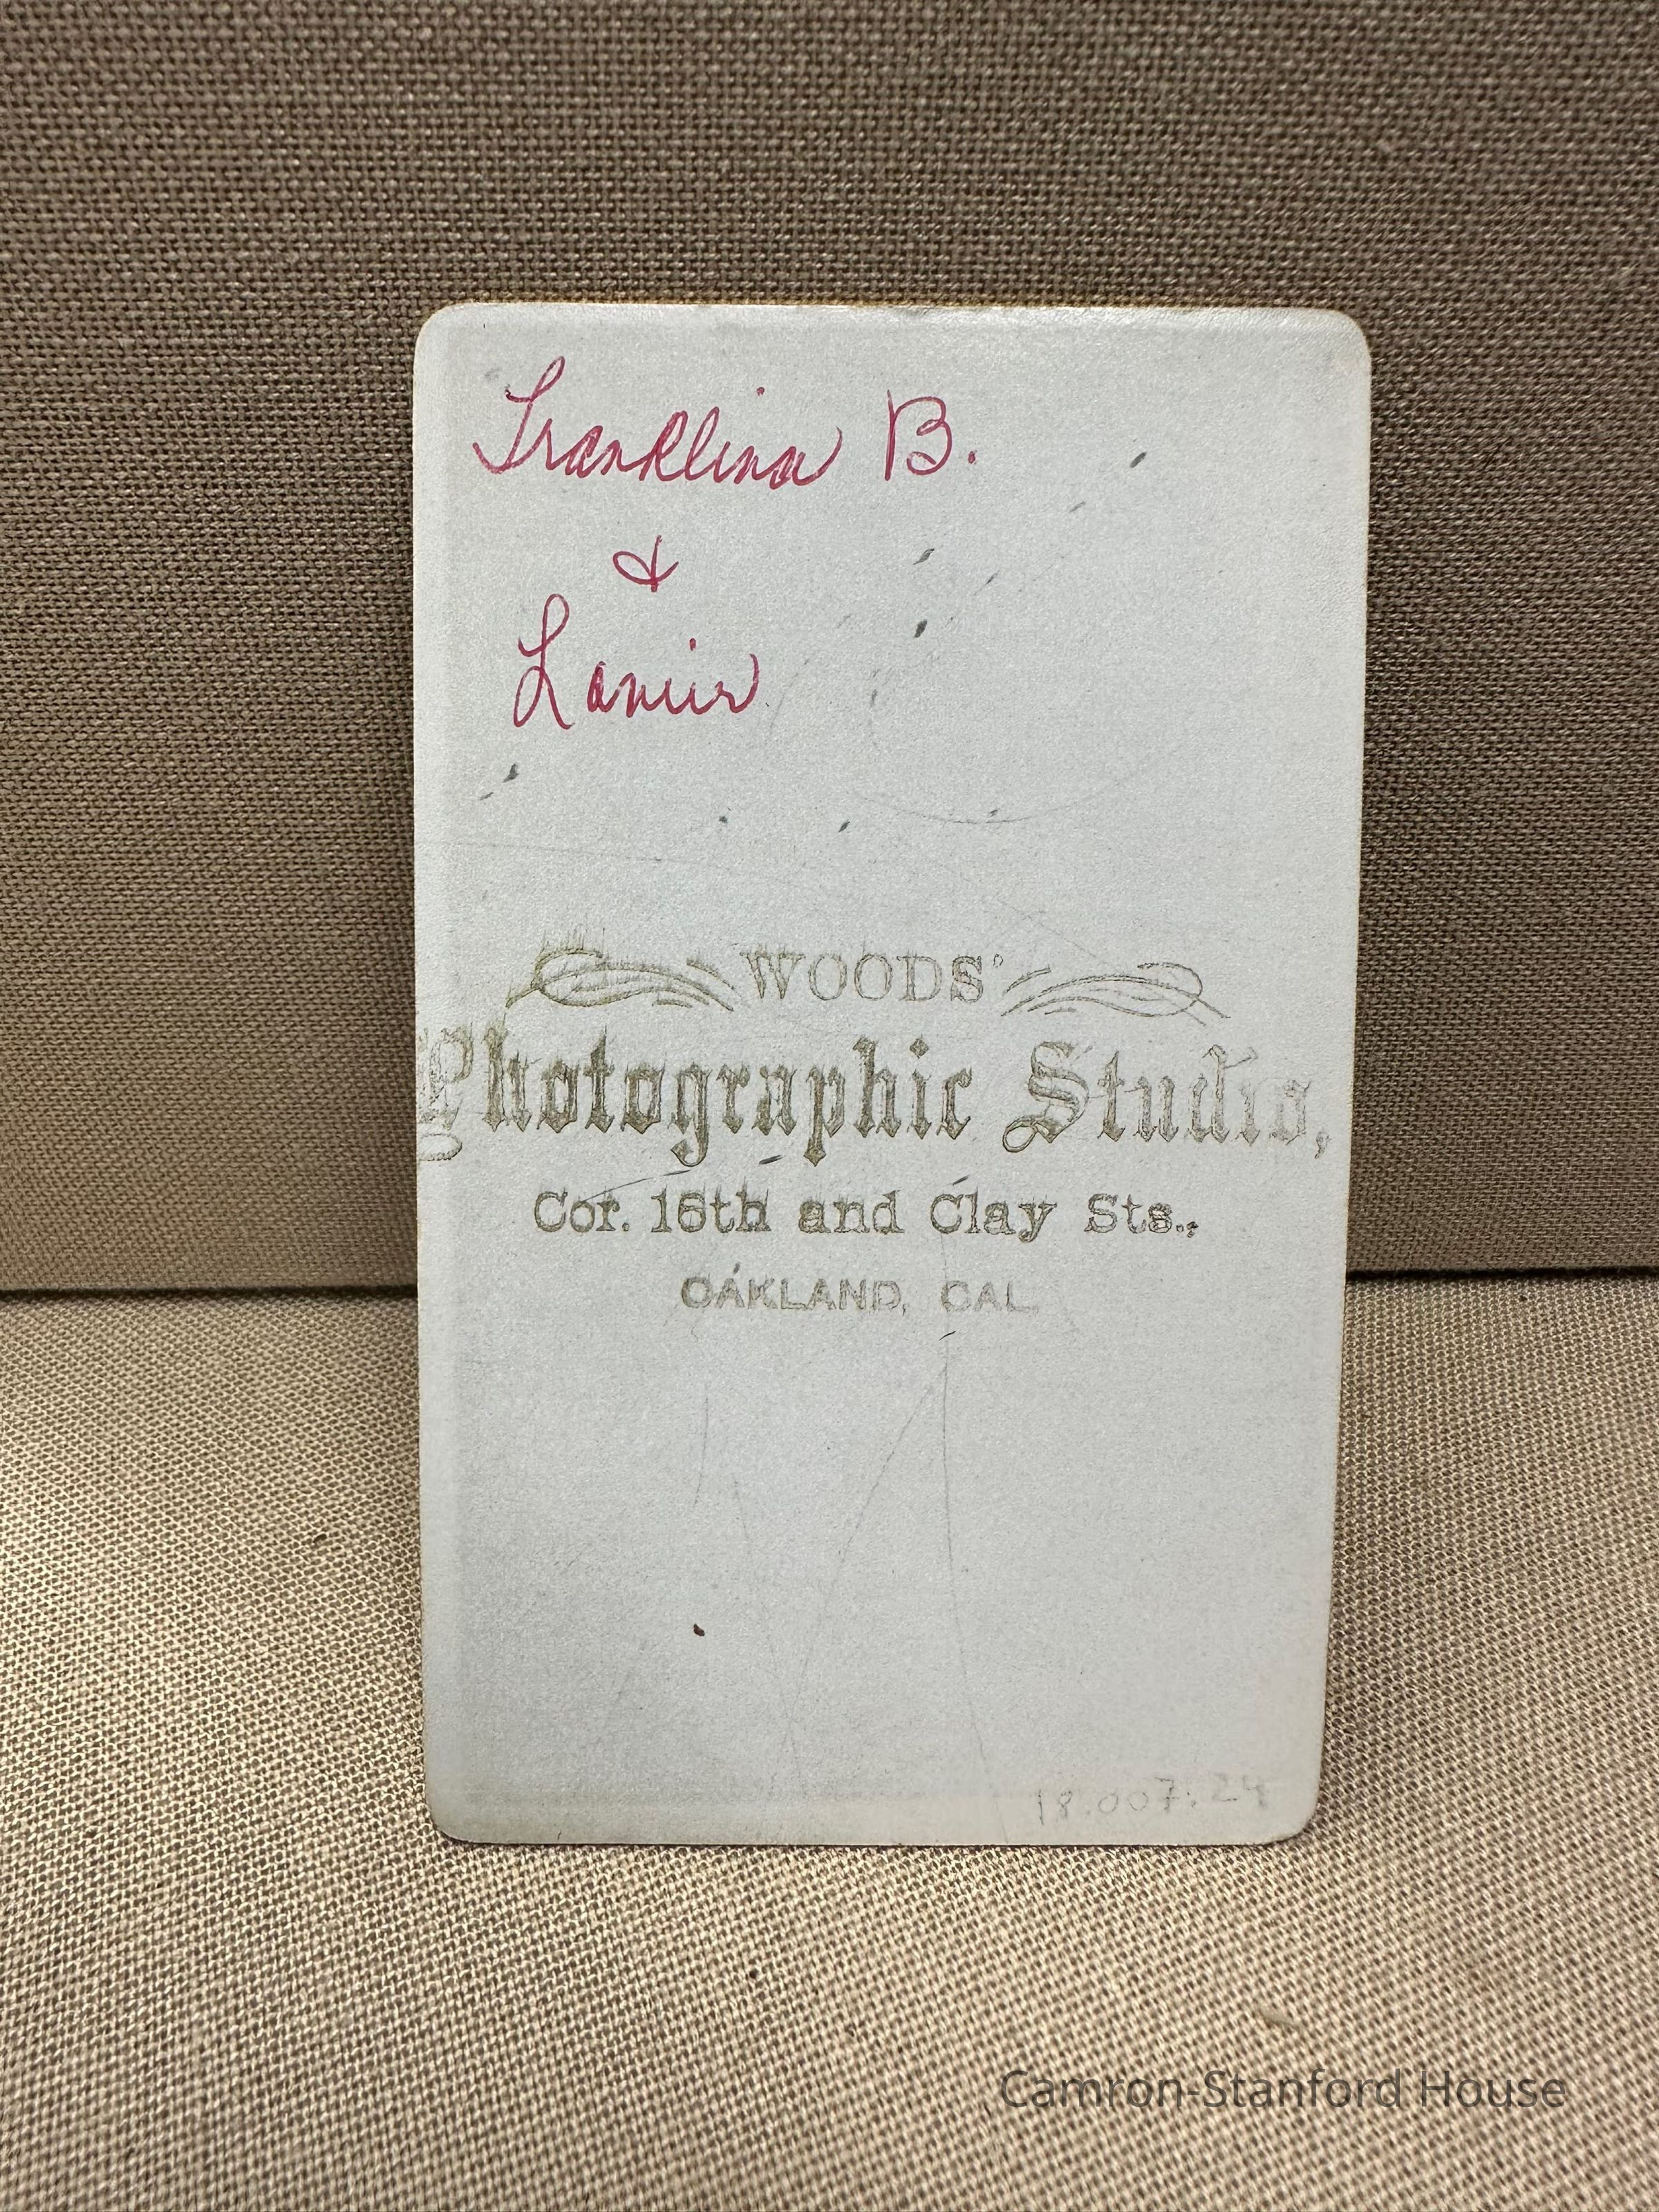 Franklina B.
&
Lanier
WOODS'
Photographic Studio,
Cor. 16th and Clay Sts.,
OAKLAND, CAL.
18.007.24
Camron-Stanford House